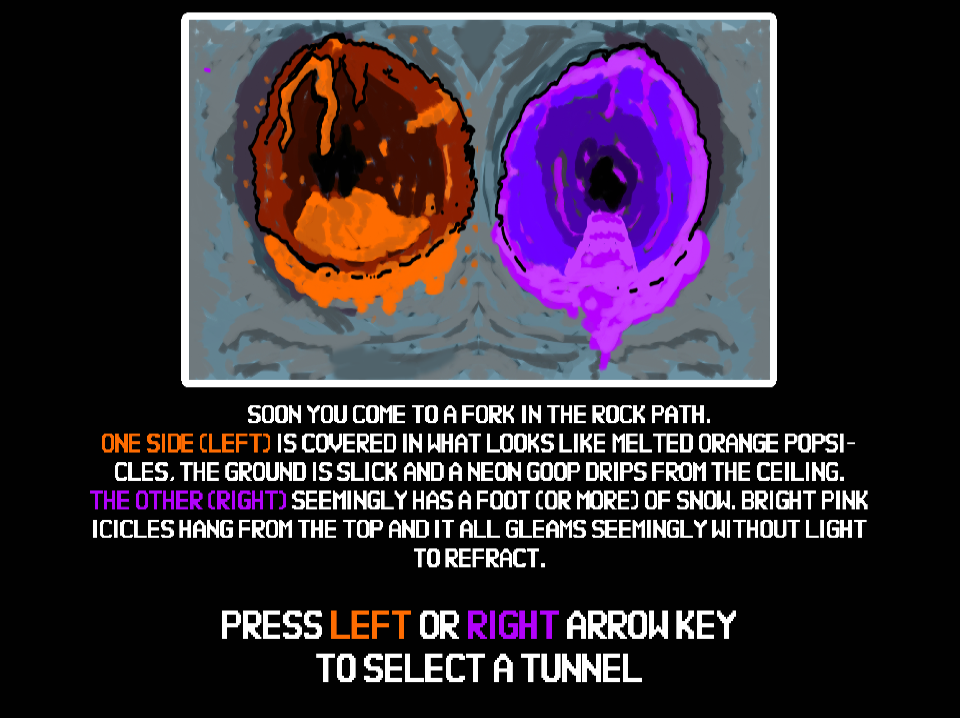 SOON YOU COME TO A FORK IN THE ROCK PATH.
ONE SIDE (LEFT) IS COVERED IN WHAT LOOKS LIKE MELTED ORANGE POPSI-
CLES, THE GROUND IS SLICK AND A NEON GOOP DRIPS FROM THE CEILING.
THE OTHER (RIGHT) SEEMINGLY HAS A FOOT (OR MORE) OF SNOW. BRIGHT PINK
ICICLES HANG FROM THE TOP AND IT ALL GLEAMS SEEMINGLY WITHOUT LIGHT
TO REFRACT.
PRESS LEFT OR RIGHT ARROW KEY
TO SELECT A TUNNEL